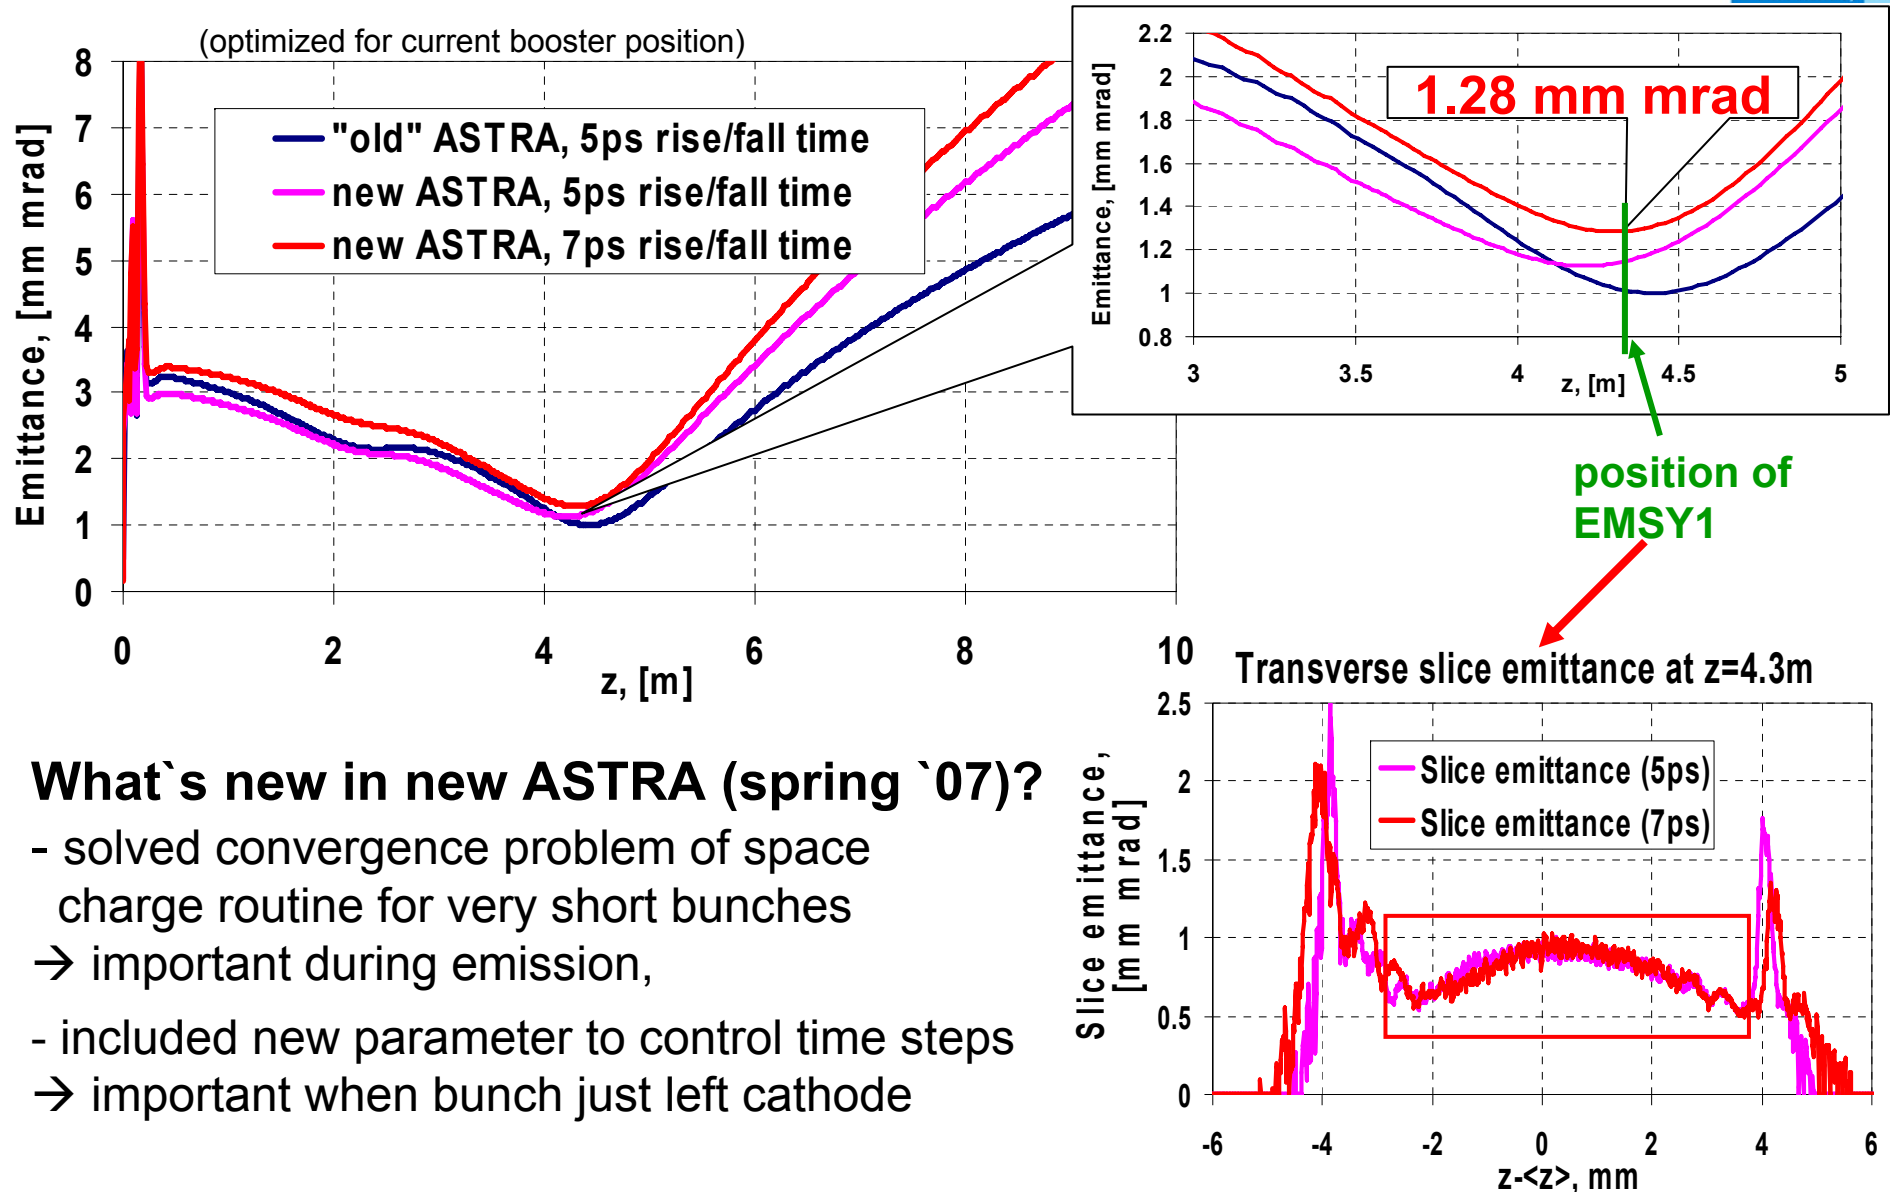 (optimized for current booster position)
8
7
6
5
4
3
2
1
0
Emittance, [mm mrad]
"old" ASTRA, 5ps rise/fall time
new ASTRA, 5ps rise/fall time
new ASTRA, 7ps rise/fall time
0 2 4 6 8 10
z, [m]
2.2
2
1.8
1.6
1.4
1.2
1
0.8
Emittance, [mm mrad]
1.28 mm mrad
3 3.5 4 4.5 5
z, [m]
position of
EMSY1
Transverse slice emittance at z=4.3m
2.5
2
1.5
1
0.5
0
Slice emittance,
[mm mrad]
Slice emittance (5ps)
Slice emittance (7ps)
-6 -4 -2 0 2 4 6
z-<z>, mm
What`s new in new ASTRA (spring `07)?
- solved convergence problem of space
charge routine for very short bunches
→ important during emission,
- included new parameter to control time steps
→ important when bunch just left cathode